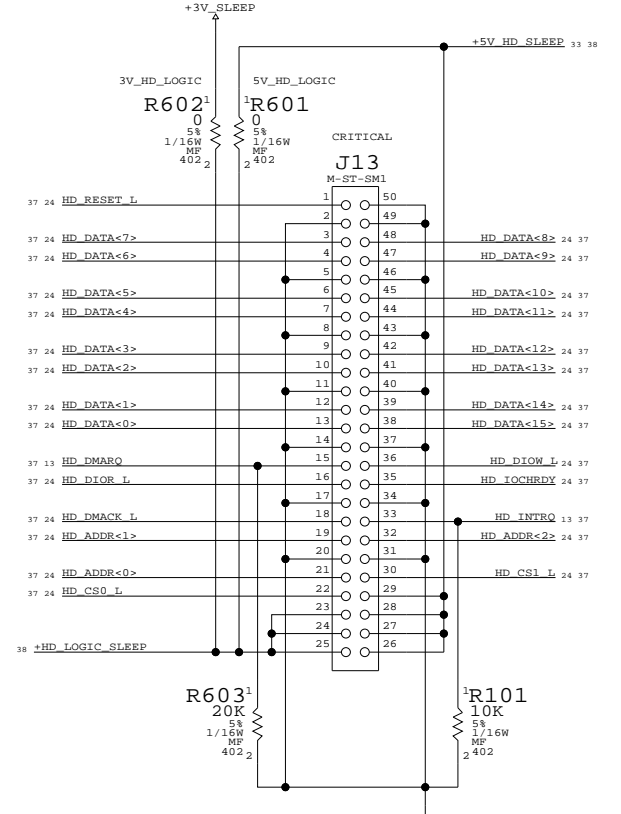 +3V_SLEEP
+5V_HD_SLEEP 33 38
3V_HD_LOGIC 5V_HD_LOGIC
R602 1 1 R601
0 0
5% 5%
1/16W 1/16W
MF MF
402 2 2 402
CRITICAL
J13
M-ST-SM1
37 24 HD_RESET_L 1 50
2 49
37 24 HD_DATA<7> 3 48 HD_DATA<8> 24 37
37 24 HD_DATA<6> 4 47 HD_DATA<9> 24 37
5 46
37 24 HD_DATA<5> 6 45 HD_DATA<10> 24 37
37 24 HD_DATA<4> 7 44 HD_DATA<11> 24 37
8 43
37 24 HD_DATA<3> 9 42 HD_DATA<12> 24 37
37 24 HD_DATA<2> 10 41 HD_DATA<13> 24 37
11 40
37 24 HD_DATA<1> 12 39 HD_DATA<14> 24 37
37 24 HD_DATA<0> 13 38 HD_DATA<15> 24 37
14 37
37 13 HD_DMARQ 15 36 HD_DIOW_L 24 37
37 24 HD_DIOR_L 16 35 HD_IOCHRDY 24 37
17 34
37 24 HD_DMACK_L 18 33 HD_INTRQ 13 37
37 24 HD_ADDR<1> 19 32 HD_ADDR<2> 24 37
20 31
37 24 HD_ADDR<0> 21 30 HD_CS1_L 24 37
37 24 HD_CS0_L 22 29
23 28
24 27
38 +HD_LOGIC_SLEEP 25 26
R603 1 1 R101
20K 10K
5% 5%
1/16W 1/16W
MF MF
402 2 2 402